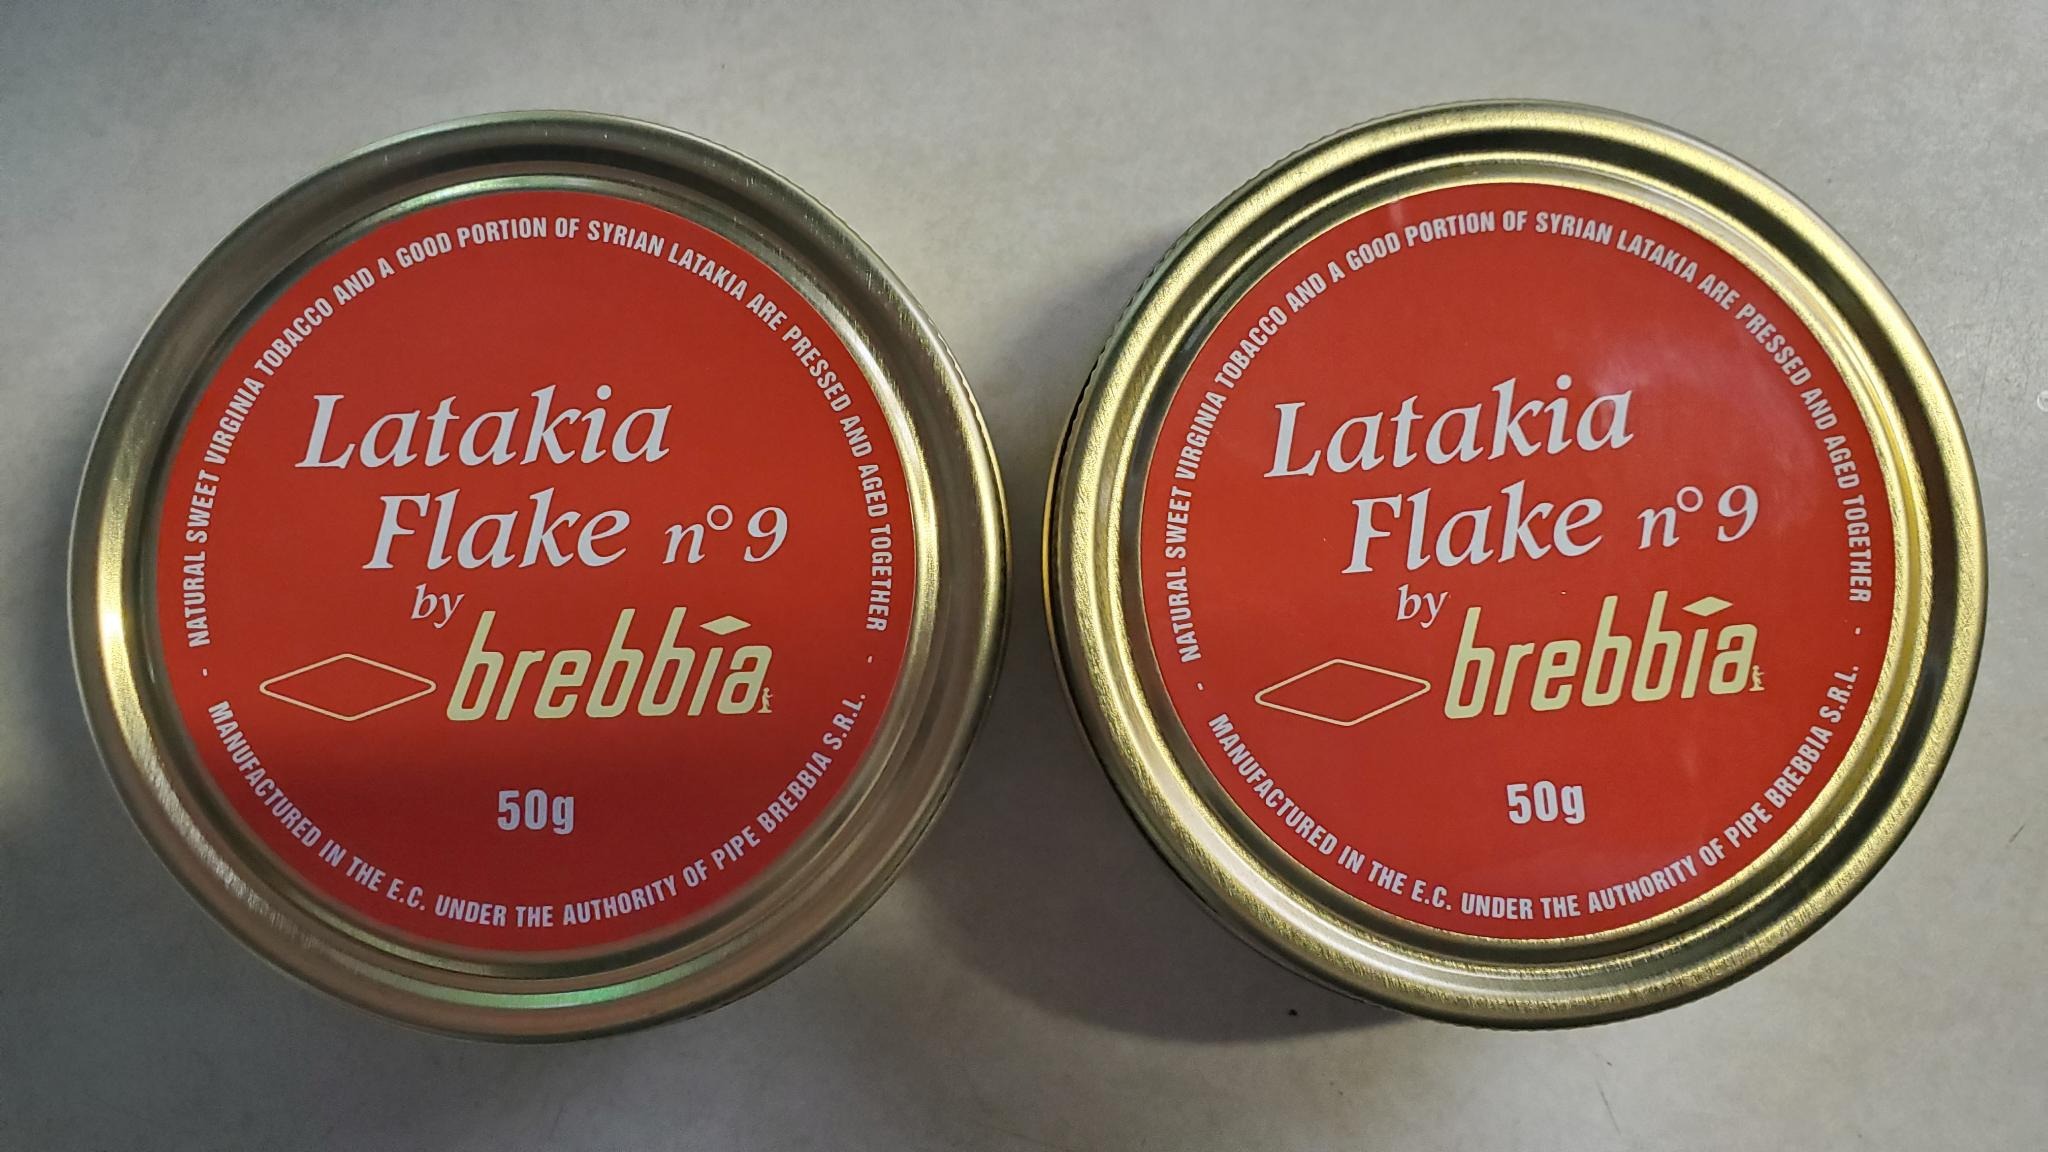 - NATURAL SWEET VIRGINIA TOBACCO AND A GOOD PORTION OF SYRIAN LATAKIA ARE PRESSED AND AGED TOGETHER -
Latakia
Flake n° 9
by
brebbia
50g
MANUFACTURED IN THE E.C. UNDER THE AUTHORITY OF PIPE BREBBIA S.R.L.
- NATURAL SWEET VIRGINIA TOBACCO AND A GOOD PORTION OF SYRIAN LATAKIA ARE PRESSED AND AGED TOGETHER -
Latakia
Flake n° 9
by
brebbia
50g
MANUFACTURED IN THE E.C. UNDER THE AUTHORITY OF PIPE BREBBIA S.R.L.